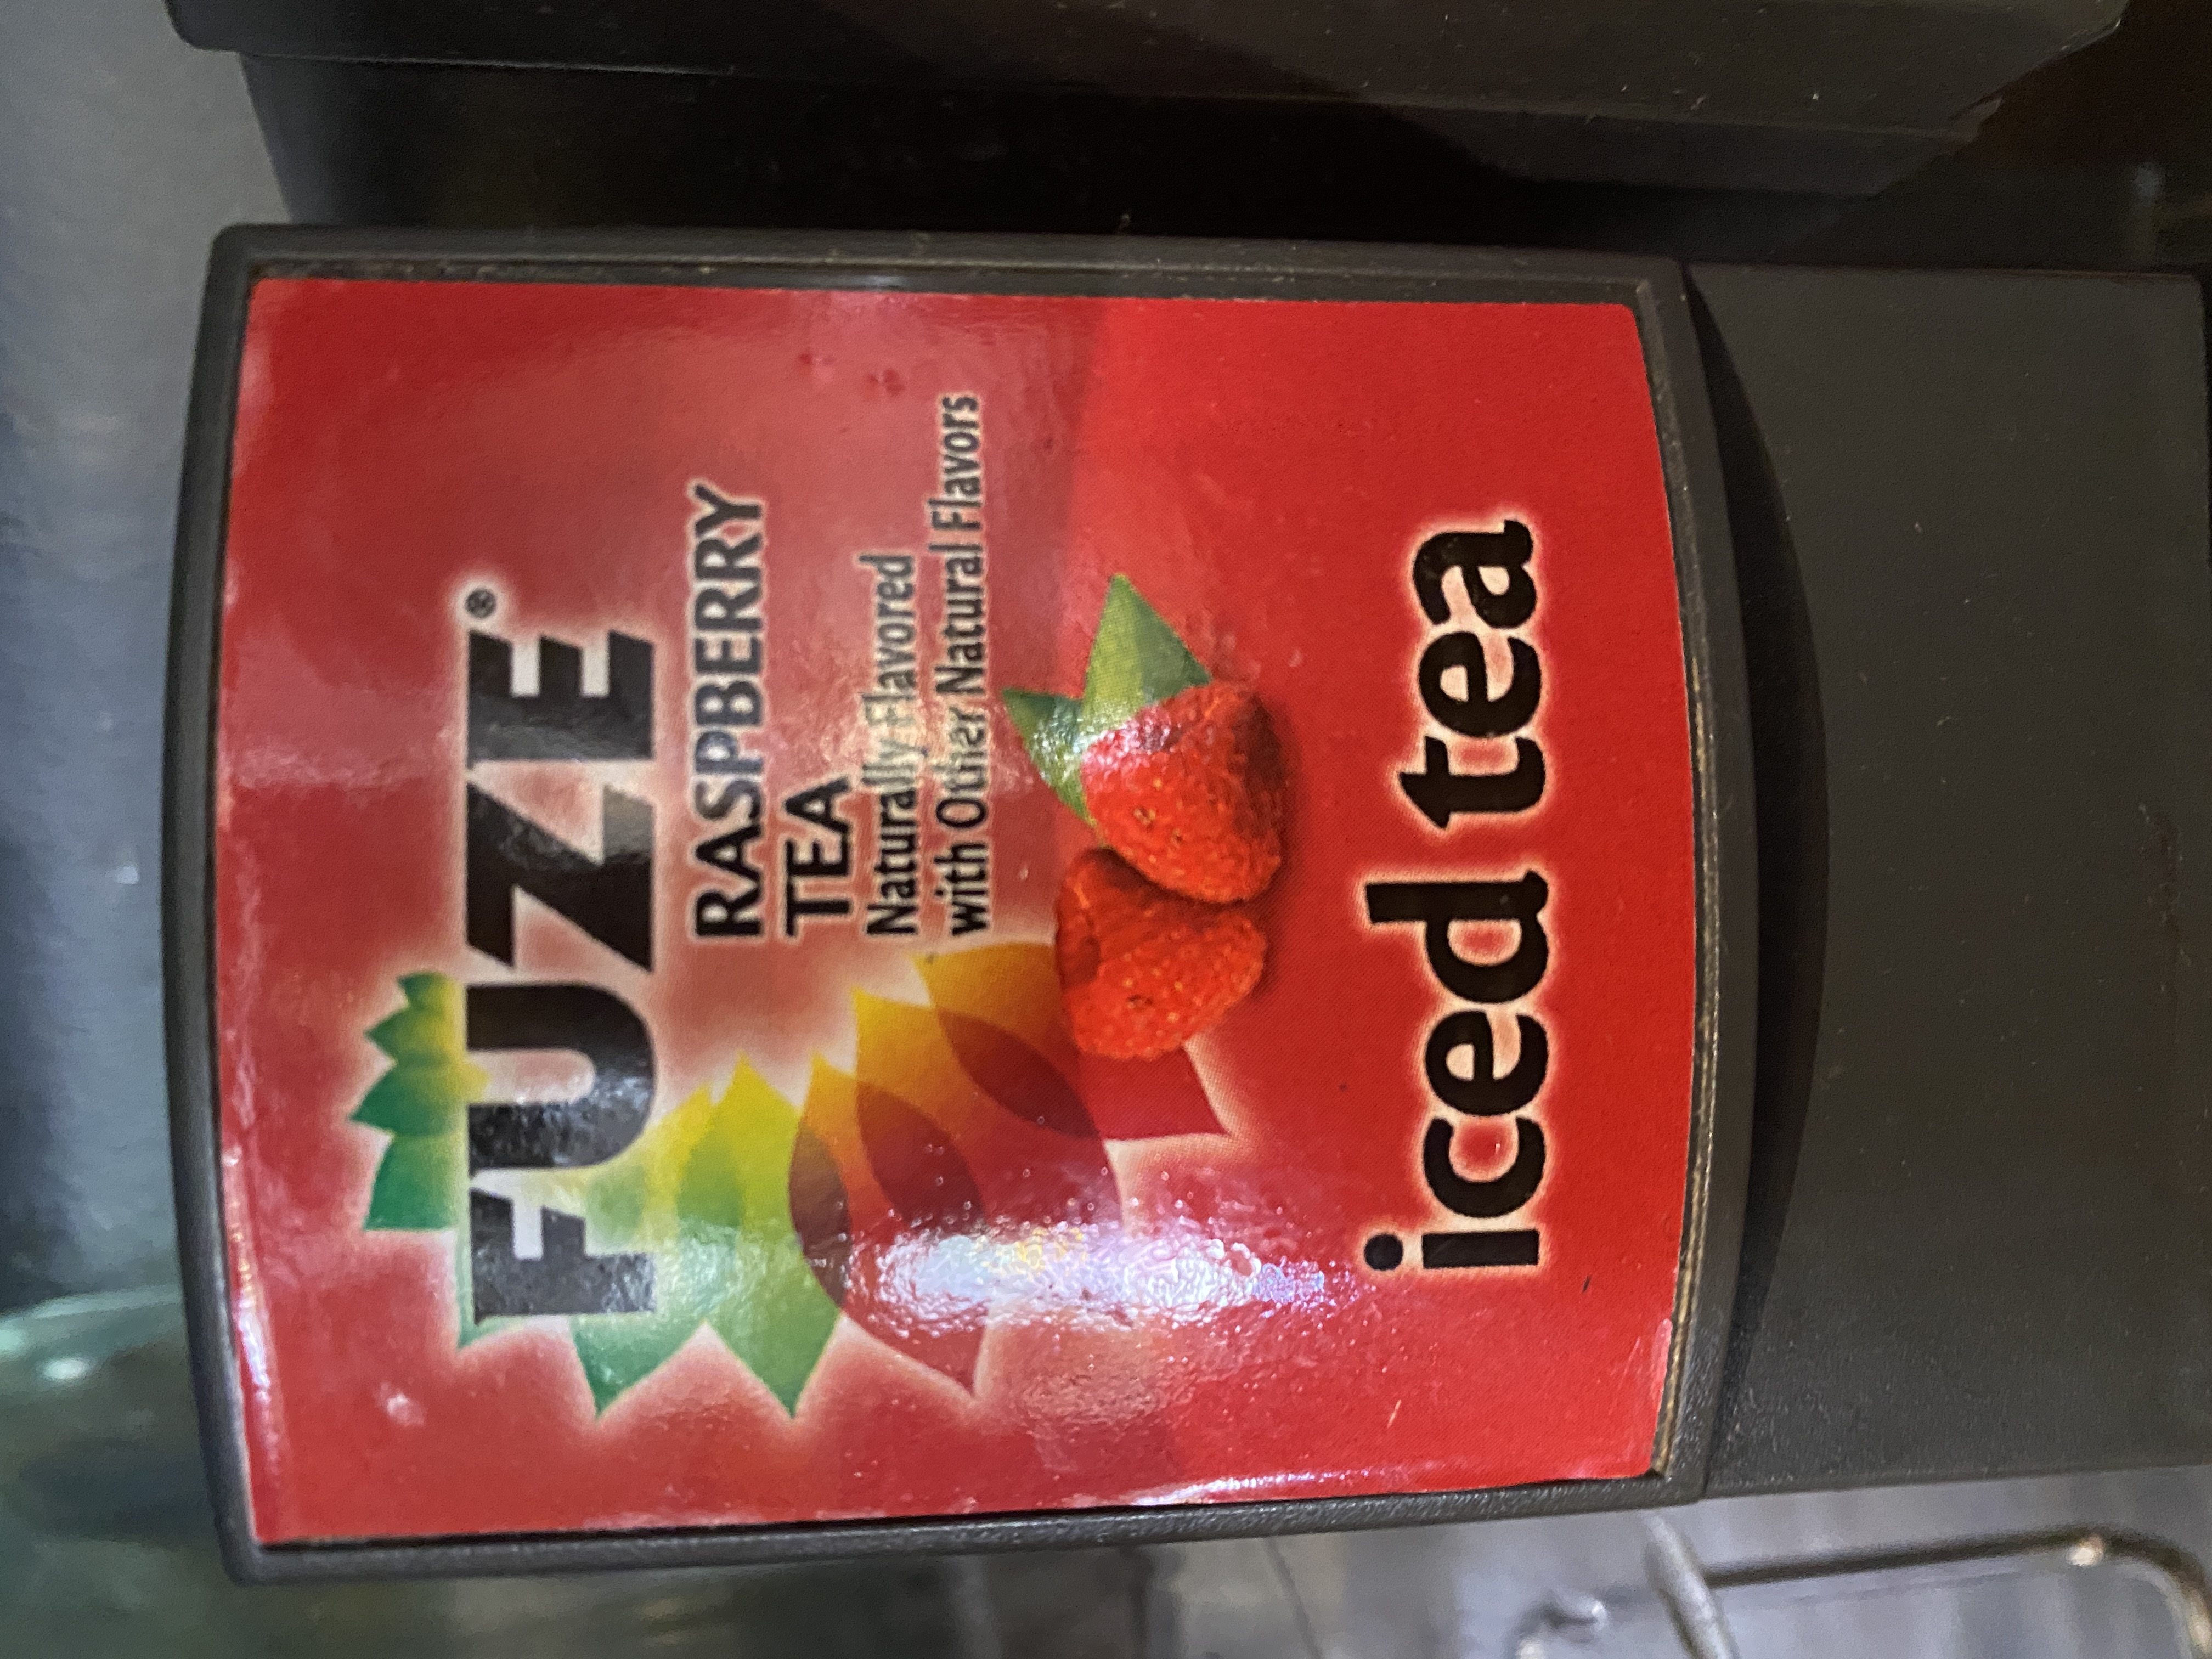 FUZE®
RASPBERRY
TEA
Naturally Flavored
with Other Natural Flavors
iced tea